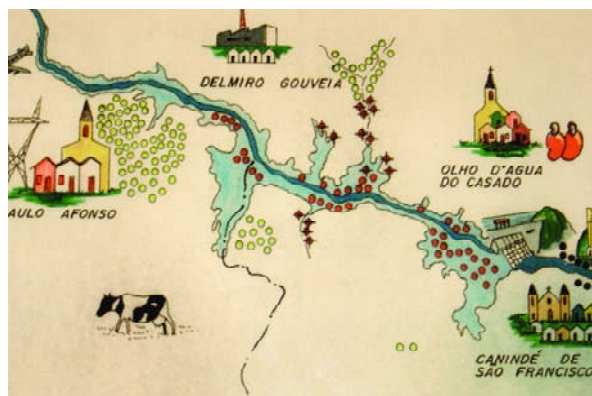 DELMIRO GOUVEIA
OLHO D'AGUA
DO CASADO
AULO AFONSO
CANINDÉ DE
SÃO FRANCISCO